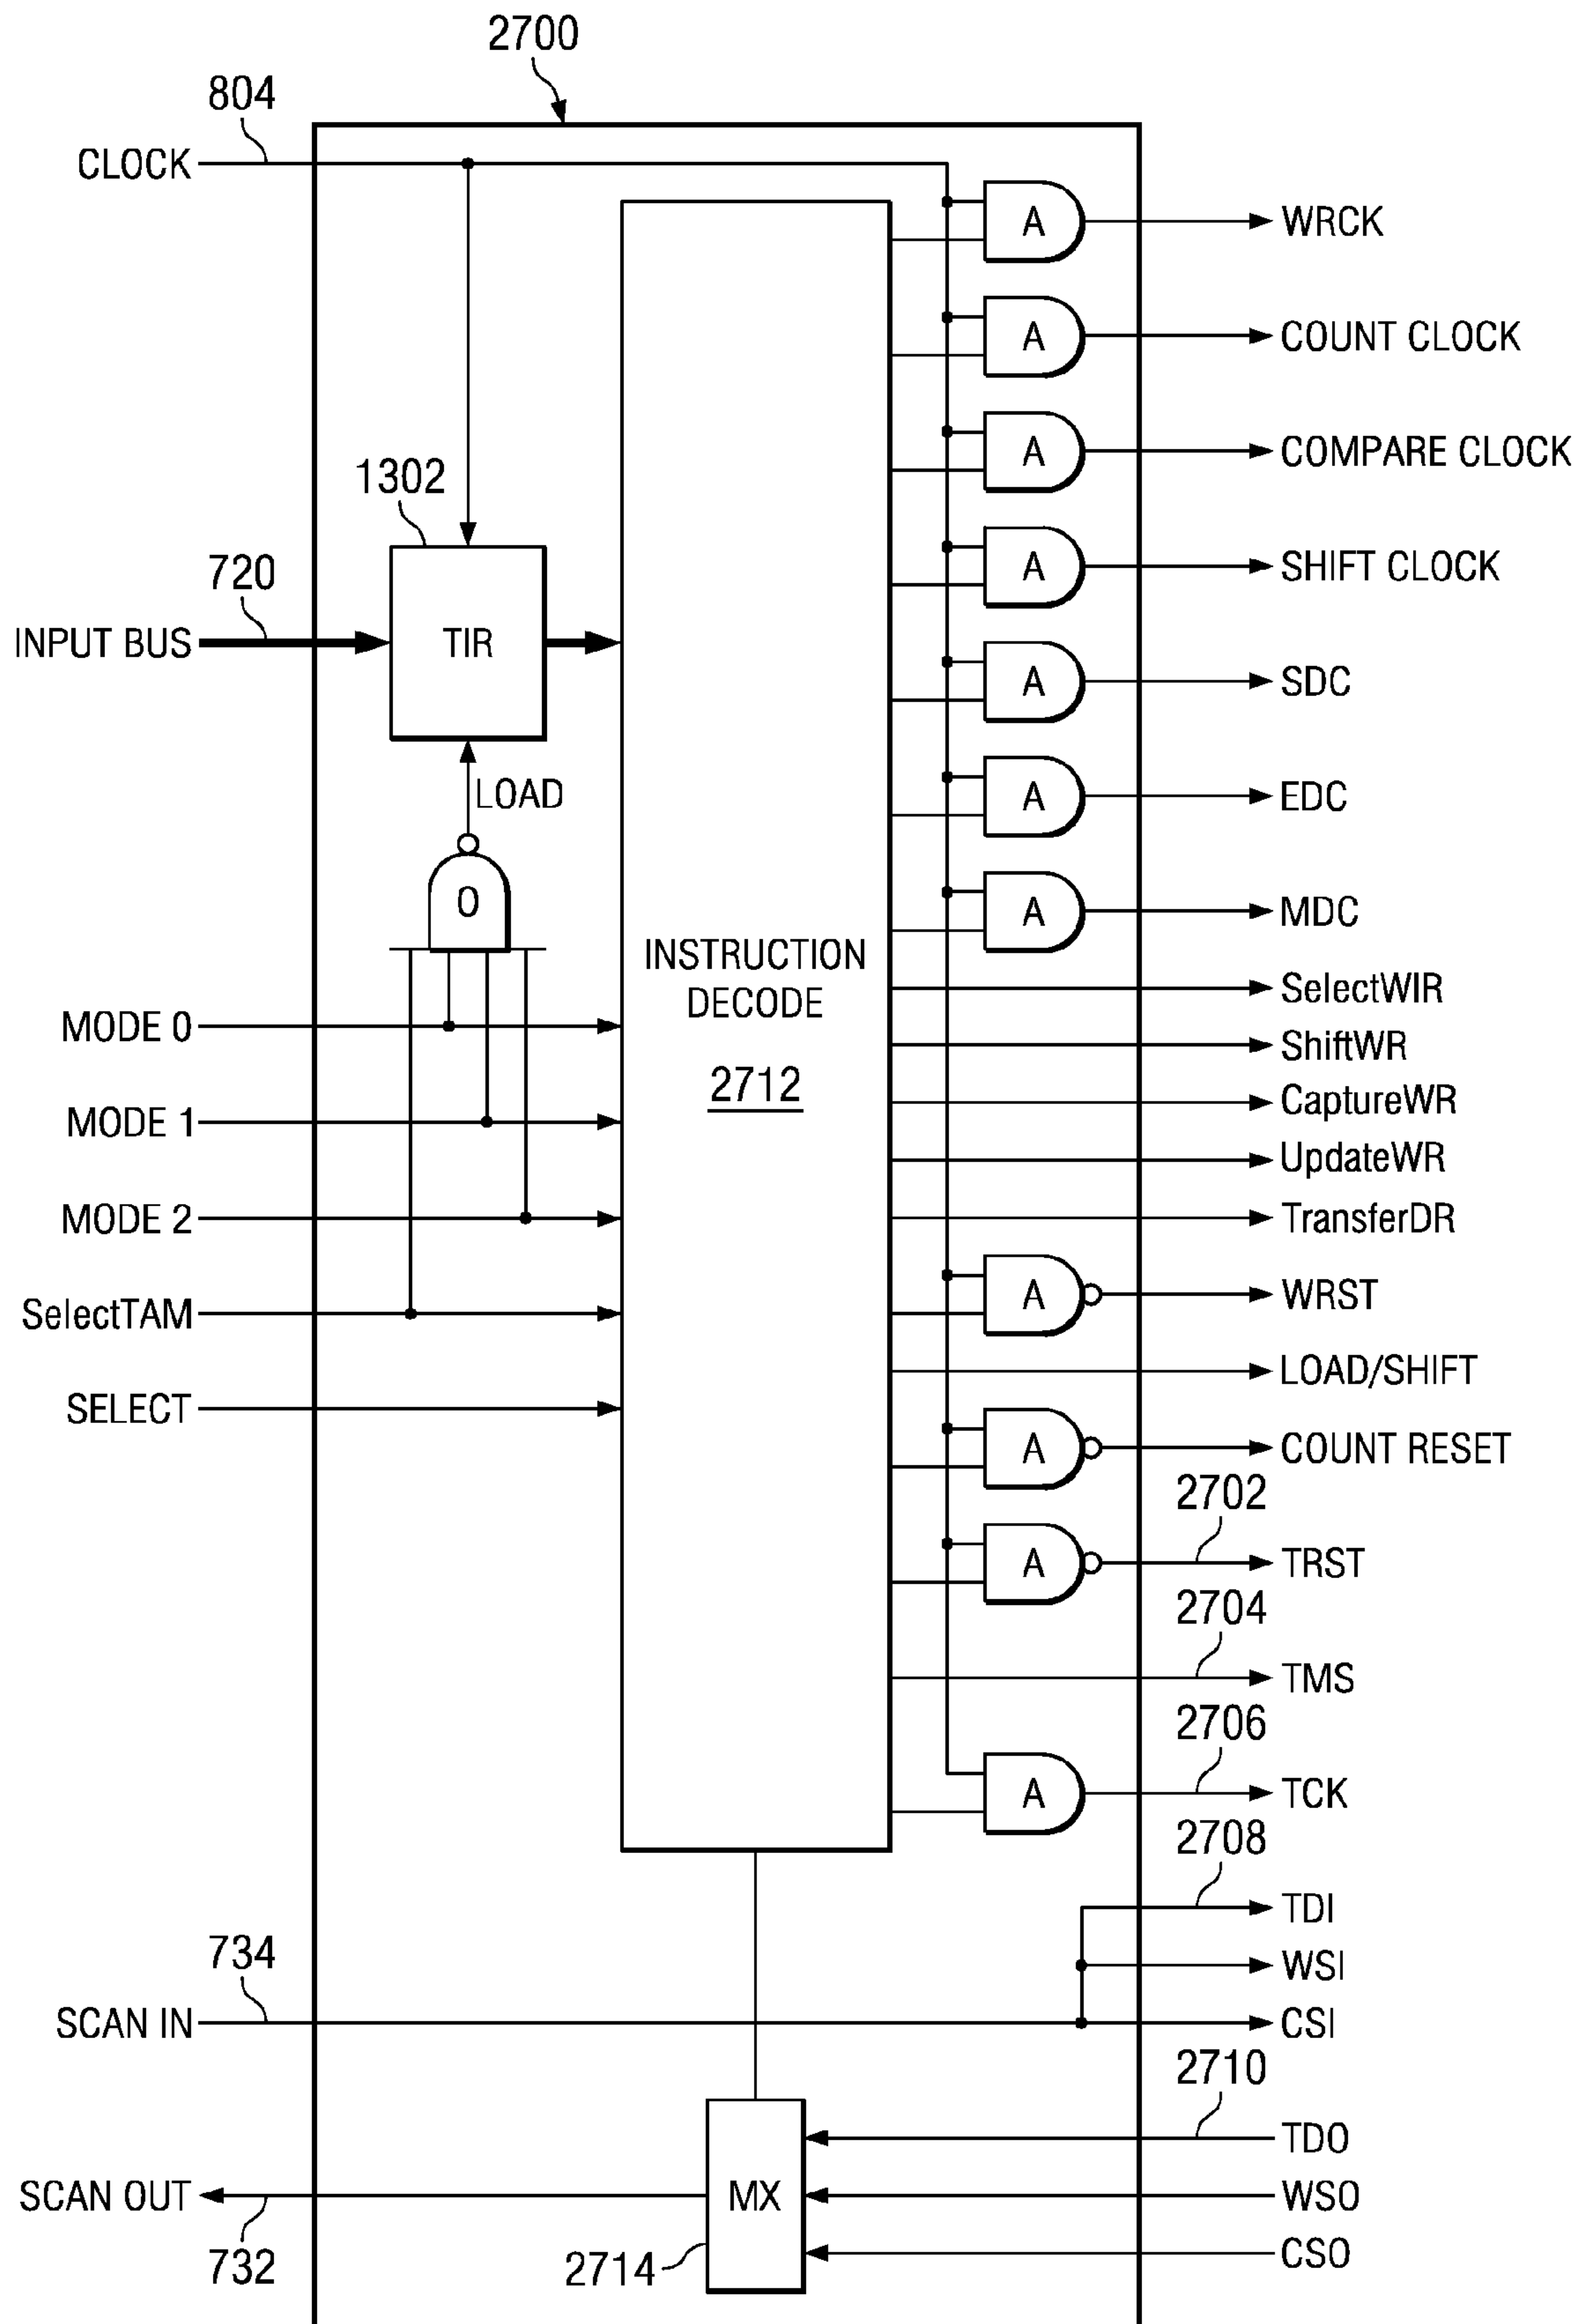 2700
804
CLOCK
A
WRCK
A
COUNT CLOCK
A
COMPARE CLOCK
1302
A
SHIFT CLOCK
720
INPUT BUS
TIR
A
SDC
LOAD
A
EDC
O
A
MDC
INSTRUCTION
DECODE
2712
SelectWIR
MODE 0
ShiftWR
CaptureWR
MODE 1
UpdateWR
MODE 2
TransferDR
A
WRST
SelectTAM
LOAD/SHIFT
SELECT
A
COUNT RESET
2702
A
TRST
2704
TMS
2706
A
TCK
2708
TDI
734
WSI
SCAN IN
CSI
2710
TDO
SCAN OUT
MX
WSO
732
2714
CSO